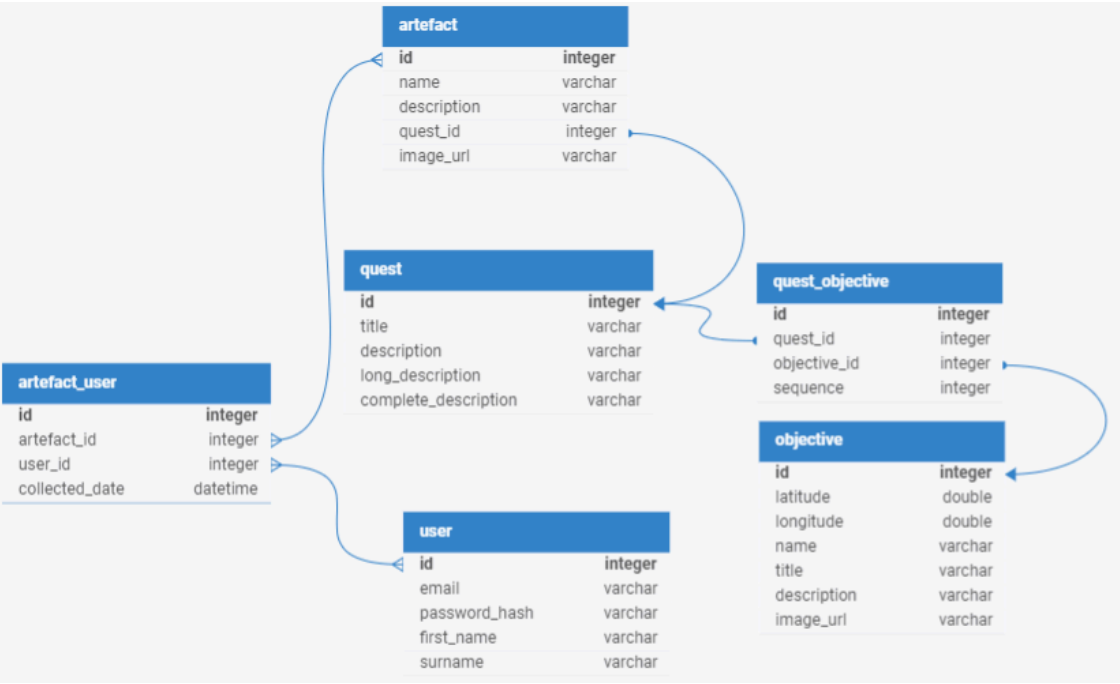 artefact
id integer
name varchar
description varchar
quest_id integer
image_url varchar
quest
id integer
title varchar
description varchar
long_description varchar
complete_description varchar
quest_objective
id integer
quest_id integer
objective_id integer
sequence integer
artefact_user
id integer
artefact_id integer
user_id integer
collected_date datetime
objective
id integer
latitude double
longitude double
name varchar
title varchar
description varchar
image_url varchar
user
id integer
email varchar
password_hash varchar
first_name varchar
surname varchar